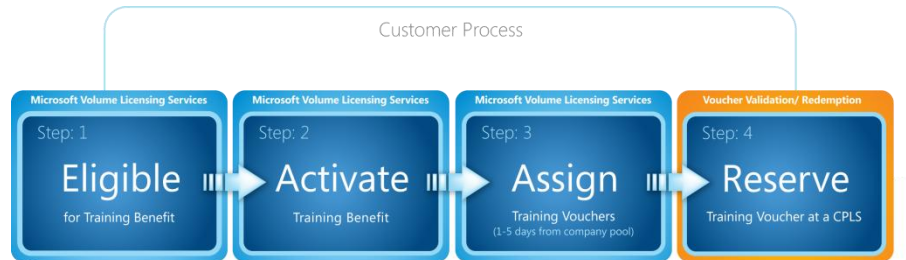 Customer Process
Microsoft Volume Licensing Services
Step: 1
Eligible
for Training Benefit
Microsoft Volume Licensing Services
Step: 2
Activate
Training Benefit
Microsoft Volume Licensing Services
Step: 3
Assign
Training Vouchers
(1-5 days from company pool)
Voucher Validation/ Redemption
Step: 4
Reserve
Training Voucher at a CPLS